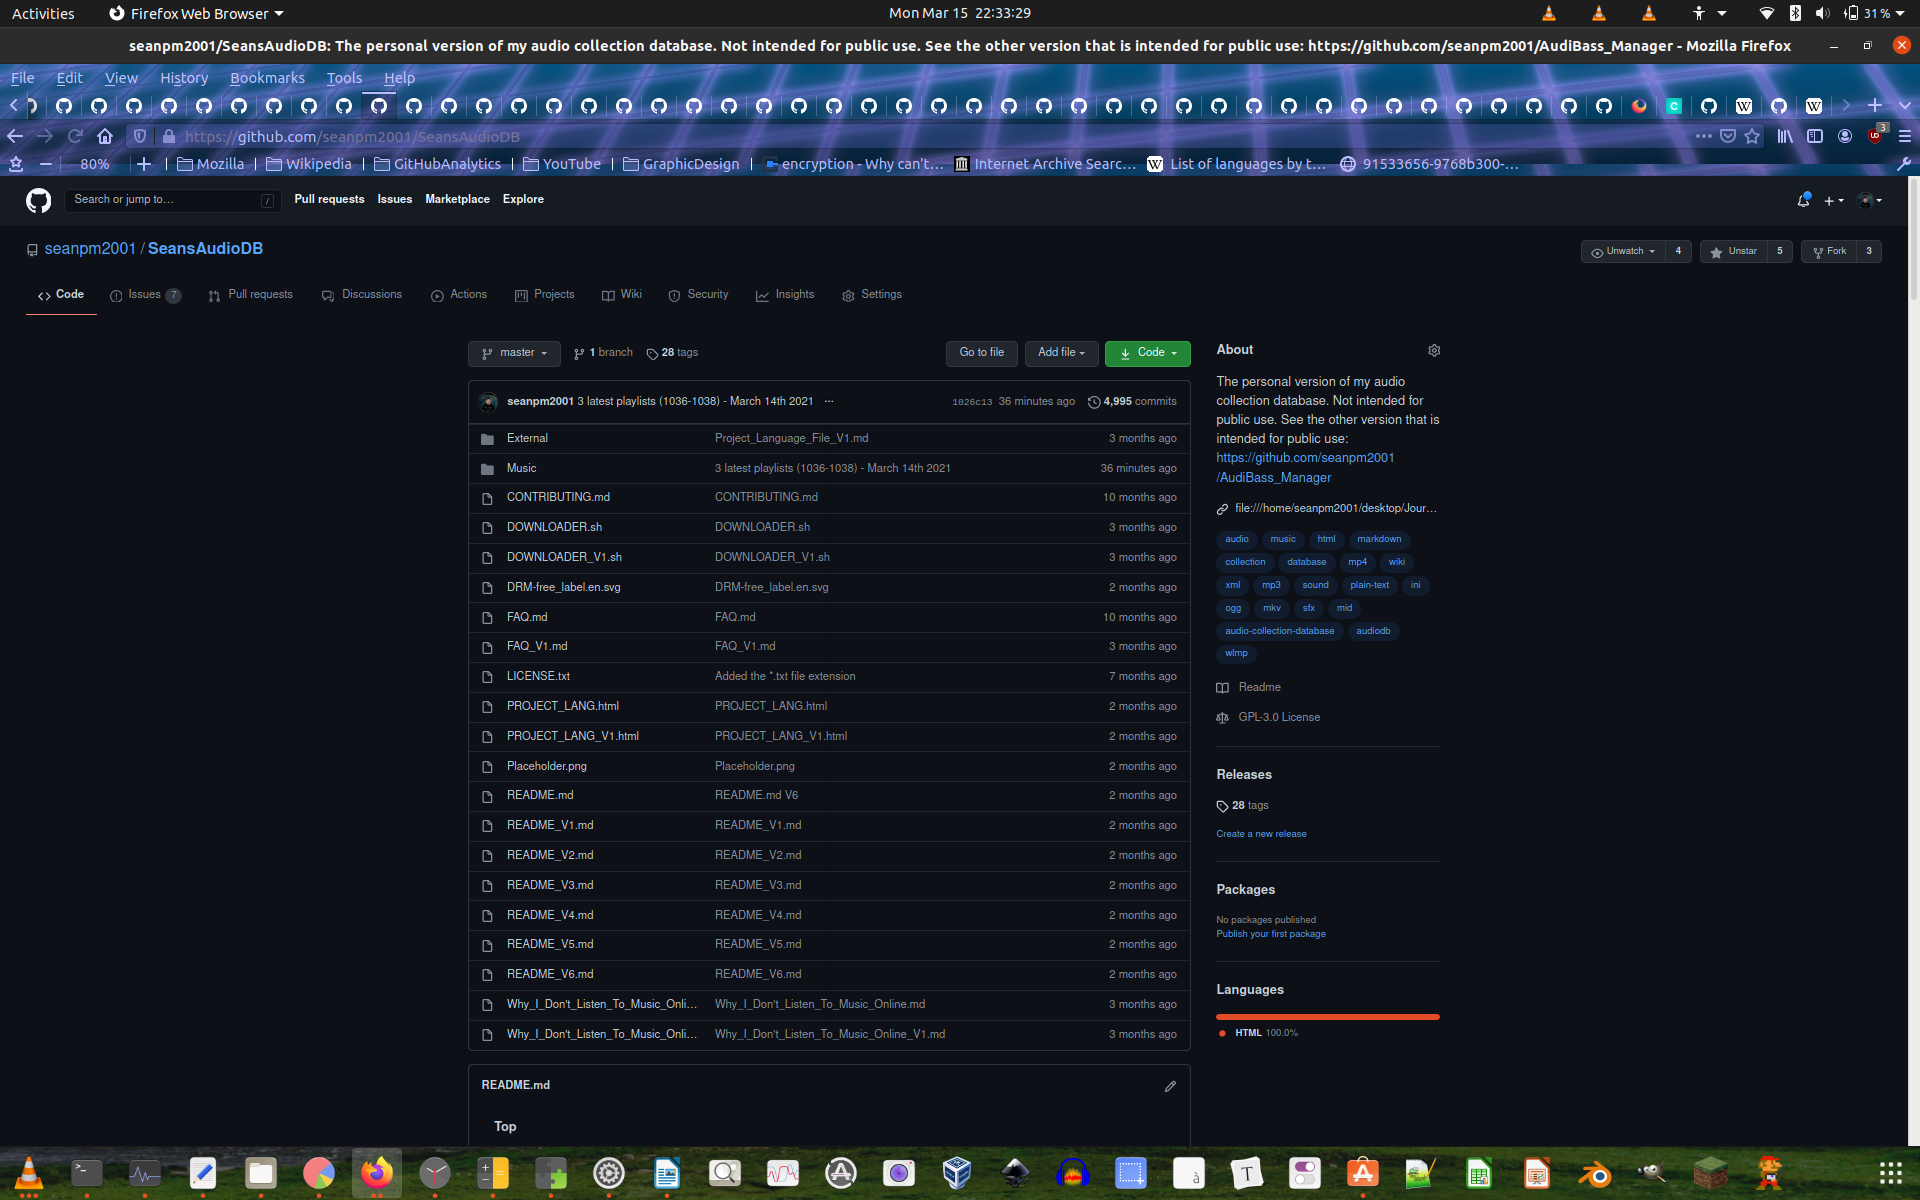 Activities
Firefox Web Browser
Mon Mar 15 22:33:29
31 %
seanpm2001/SeansAudioDB: The personal version of my audio collection database. Not intended for public use. See the other version that is intended for public use: https://github.com/seanpm2001/AudiBass_Manager - Mozilla Firefox
File Edit View History Bookmarks Tools Help
https://github.com/seanpm2001/SeansAudioDB
3
80%
Mozilla
Wikipedia
GitHubAnalytics
YouTube
GraphicDesign
encryption - Why can't…
Internet Archive Searc…
List of languages by t…
91533656-9768b300-…
Search or jump to…
/
Pull requests Issues Marketplace Explore
seanpm2001 / SeansAudioDB
Unwatch 4
Unstar 5
Fork 3
Code
Issues 7
Pull requests
Discussions
Actions
Projects
Wiki
Security
Insights
Settings
master
1 branch
28 tags
Go to file
Add file
Code
seanpm2001 3 latest playlists (1036-1038) - March 14th 2021 ...
1026c13 36 minutes ago
4,995 commits
External Project_Language_File_V1.md 3 months ago
Music 3 latest playlists (1036-1038) - March 14th 2021 36 minutes ago
CONTRIBUTING.md CONTRIBUTING.md 10 months ago
DOWNLOADER.sh DOWNLOADER.sh 3 months ago
DOWNLOADER_V1.sh DOWNLOADER_V1.sh 3 months ago
DRM-free_label.en.svg DRM-free_label.en.svg 2 months ago
FAQ.md FAQ.md 10 months ago
FAQ_V1.md FAQ_V1.md 3 months ago
LICENSE.txt Added the *.txt file extension 7 months ago
PROJECT_LANG.html PROJECT_LANG.html 2 months ago
PROJECT_LANG_V1.html PROJECT_LANG_V1.html 2 months ago
Placeholder.png Placeholder.png 2 months ago
README.md README.md V6 2 months ago
README_V1.md README_V1.md 2 months ago
README_V2.md README_V2.md 2 months ago
README_V3.md README_V3.md 2 months ago
README_V4.md README_V4.md 2 months ago
README_V5.md README_V5.md 2 months ago
README_V6.md README_V6.md 2 months ago
Why_I_Don't_Listen_To_Music_Onli… Why_I_Don't_Listen_To_Music_Online.md 3 months ago
Why_I_Don't_Listen_To_Music_Onli… Why_I_Don't_Listen_To_Music_Online_V1.md 3 months ago
README.md
Top
About
The personal version of my audio
collection database. Not intended for
public use. See the other version that is
intended for public use:
https://github.com/seanpm2001
/AudiBass_Manager
file:///home/seanpm2001/desktop/Jour…
audio music html markdown
collection database mp4 wiki
xml mp3 sound plain-text ini
ogg mkv sfx mid
audio-collection-database audiodb
wlmp
Readme
GPL-3.0 License
Releases
28 tags
Create a new release
Packages
No packages published
Publish your first package
Languages
HTML 100.0%